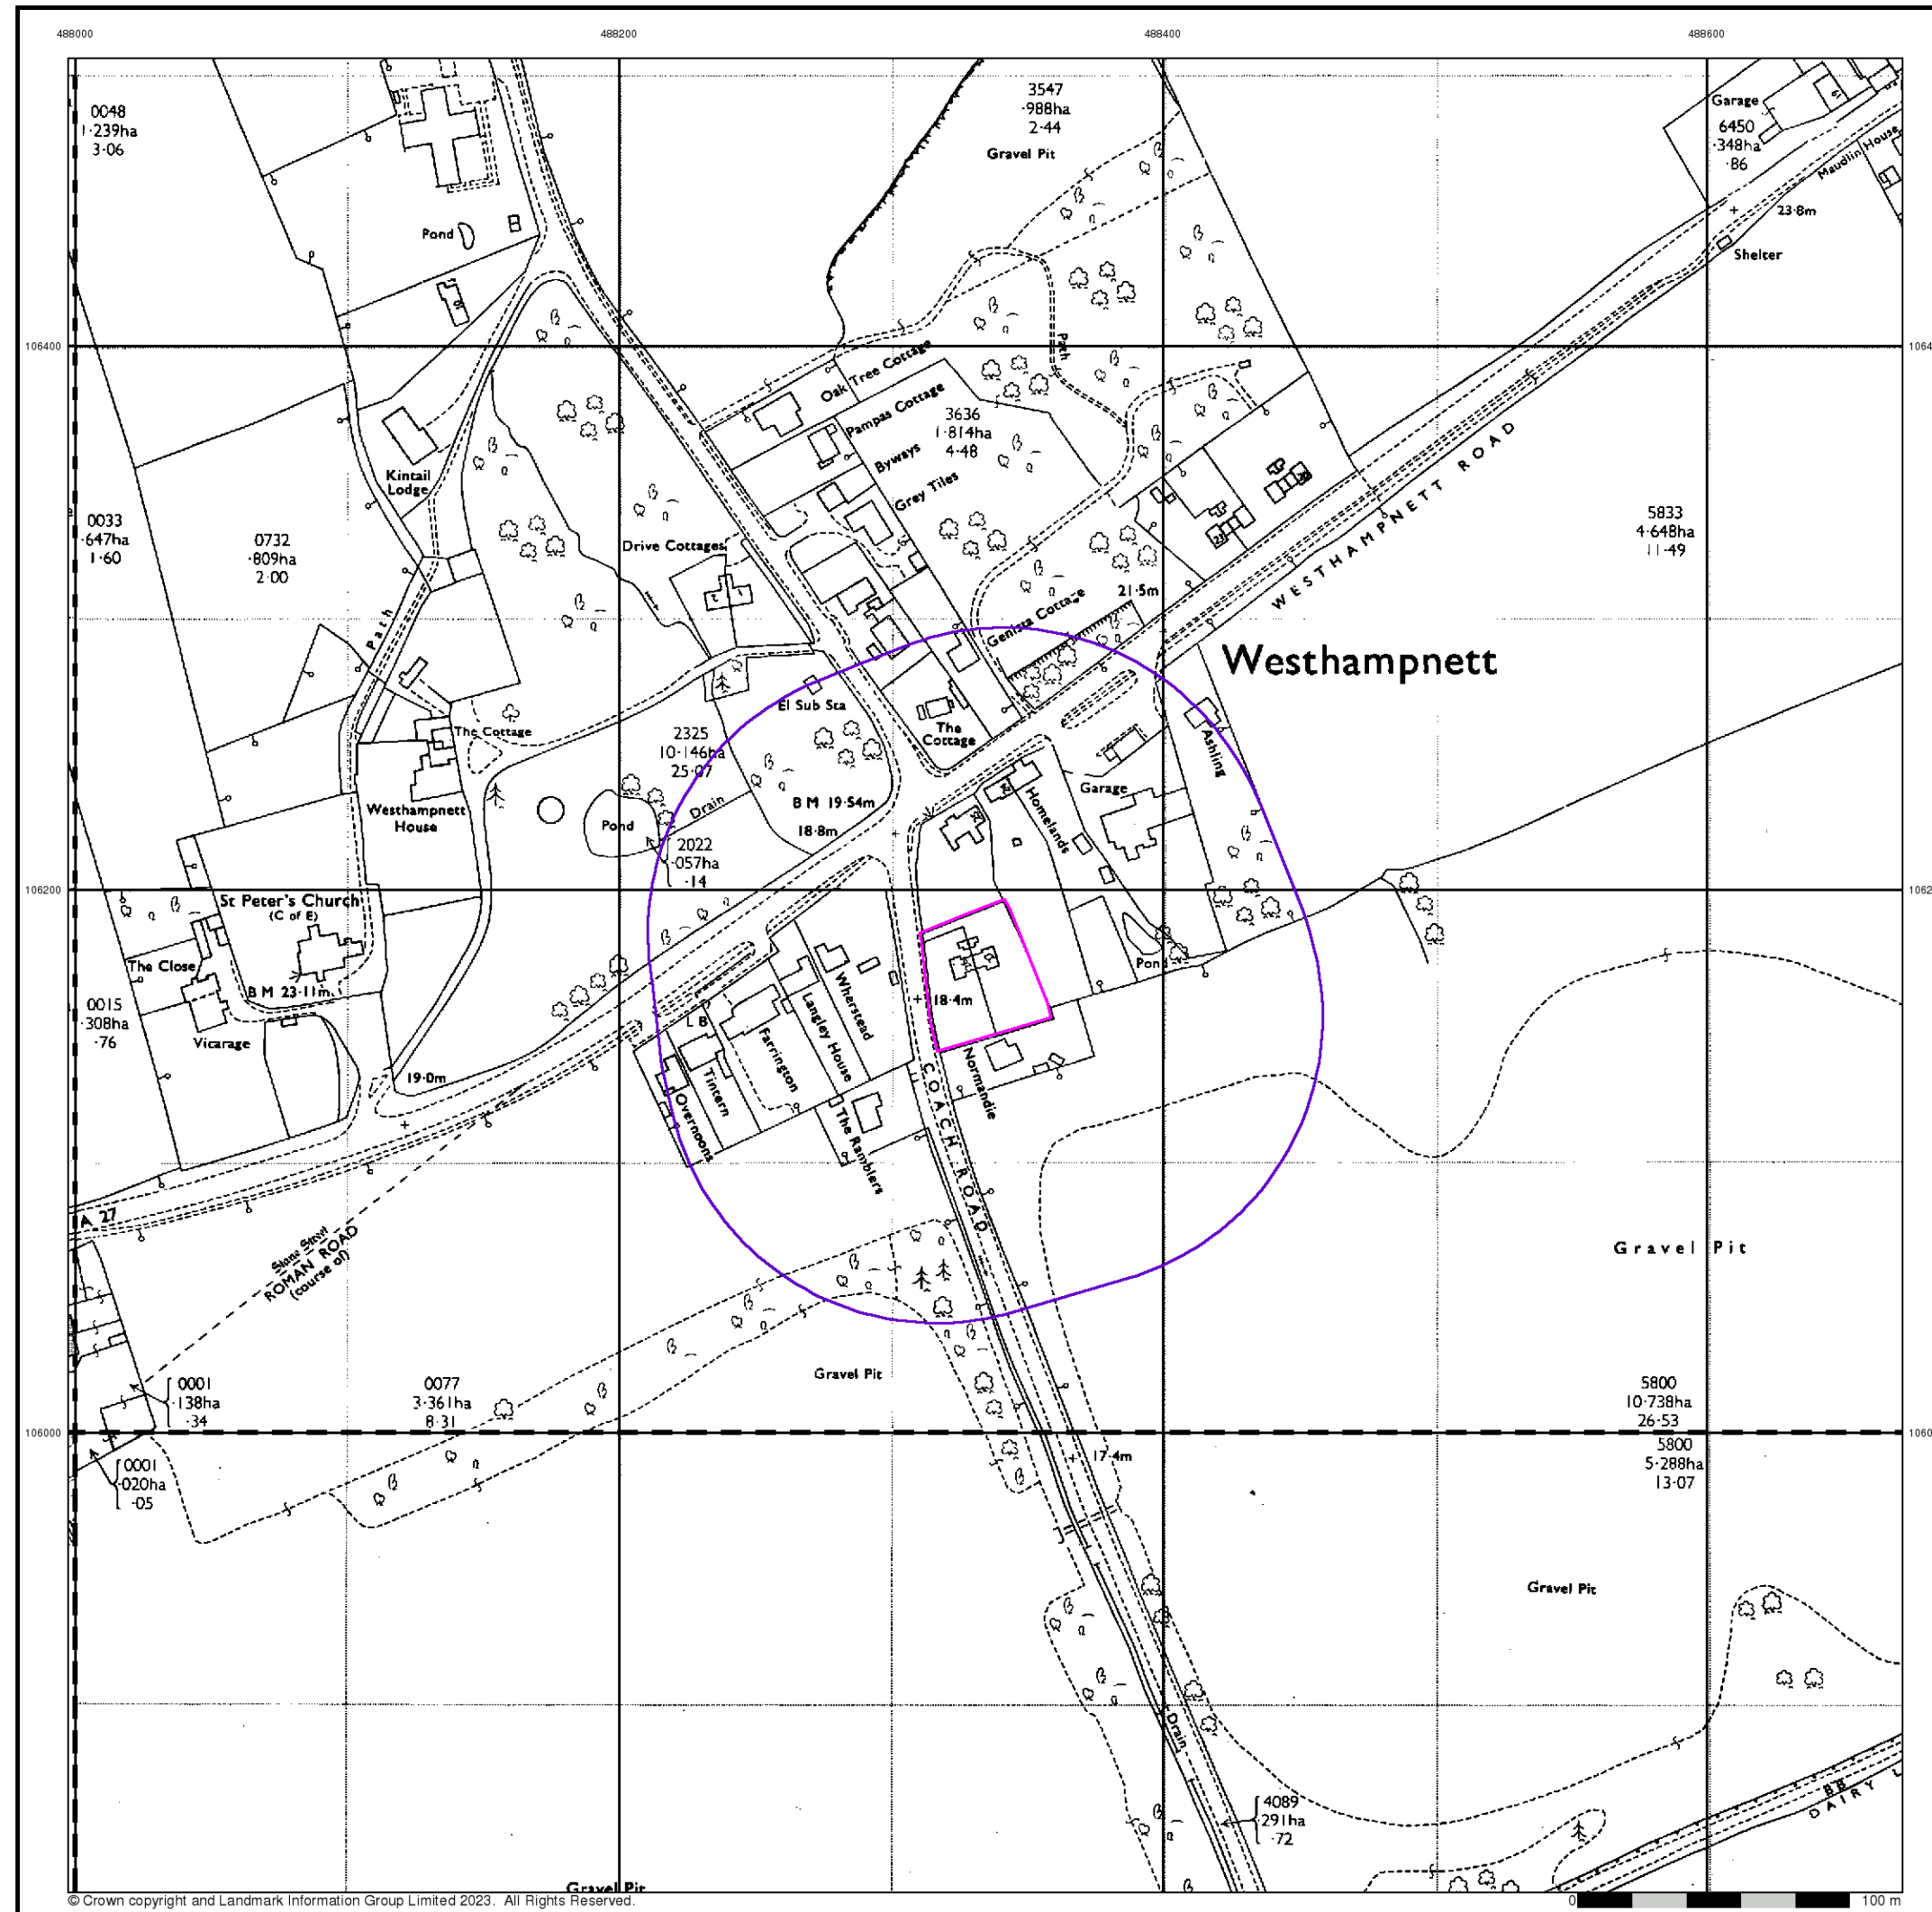 488000
488200
488400
488600
0048
1·239ha
3·06
3547
·988ha
2·44
Gravel Pit
Garage
6450
·348ha
·86
Maudlin House
23·8m
Shelter
Pond
106400
Oak Tree Cottage
Pampas Cottage
Byways
Grey Tiles
3636
1·814ha
4·48
Path
Kintail
Lodge
WESTHAMPNETT ROAD
0033
·647ha
1·60
0732
·809ha
2·00
Drive Cottages
5833
4·648ha
11·49
21·5m
Genista Cottage
Path
Westhampnett
El Sub Sta
The Cottage
The
Cottage
2325
10·146ha
25·07
Ashling
Westhampnett
House
Pond
Drain
B M 19·54m
18·8m
Garage
Homelands
2022
·057ha
·14
106200
St Peter's Church
(C of E)
The Close
B M 23·11m
Pond
0015
·308ha
·76
Vicarage
18·4m
L B
Wherstead
Langley House
Farrington
Tintern
Overnoons
The Ramblers
Normandie
COACH ROAD
19·0m
A 27
Stane Street
ROMAN ROAD
(course of)
Gravel Pit
Gravel Pit
0001
·138ha
·34
0077
3·361ha
8·31
5800
10·738ha
26·53
106000
5800
5·288ha
13·07
0001
·020ha
·05
17·4m
Gravel Pit
Drain
4089
·291ha
·72
BB
DAIRY L
Gravel Pit
© Crown copyright and Landmark Information Group Limited 2023. All Rights Reserved.
0
100 m